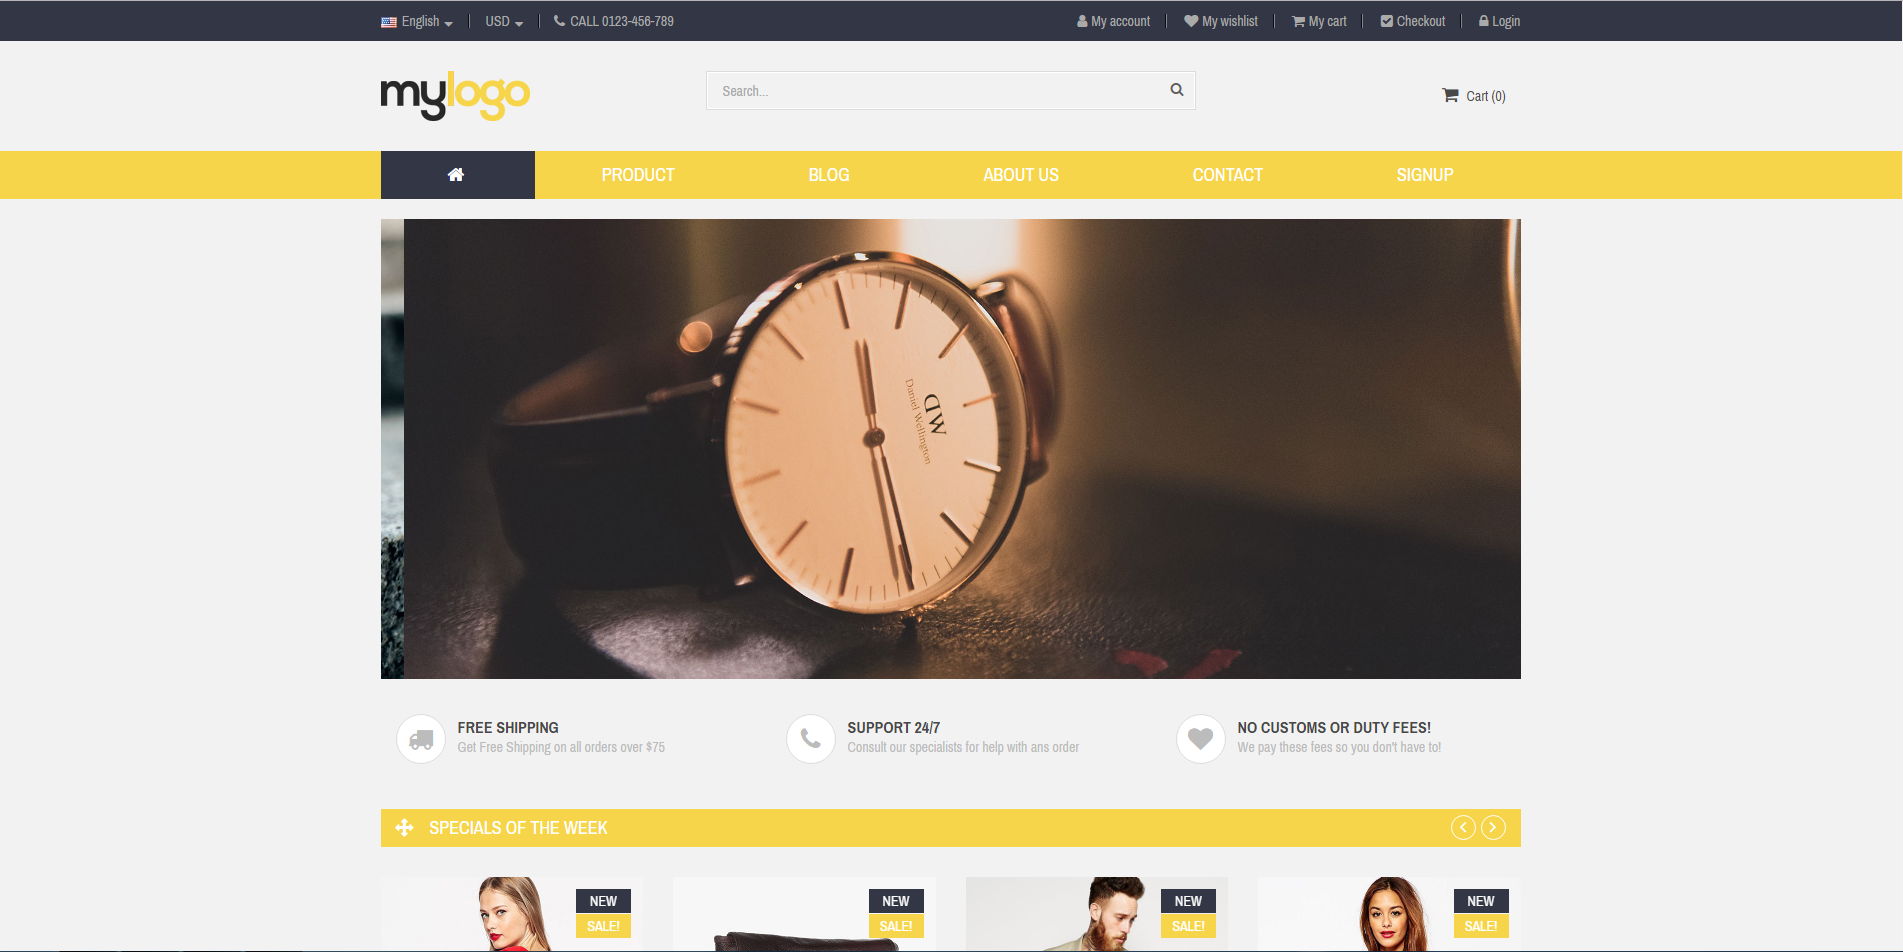 English USD CALL 0123-456-789 My account My wishlist My cart Checkout Login
mylogo
Search...
Cart (0)
PRODUCT BLOG ABOUT US CONTACT SIGNUP
DW
Daniel Wellington
FREE SHIPPING
Get Free Shipping on all orders over $75
SUPPORT 24/7
Consult our specialists for help with ans order
NO CUSTOMS OR DUTY FEES!
We pay these fees so you don't have to!
SPECIALS OF THE WEEK
NEW
SALE!
NEW
SALE!
NEW
SALE!
NEW
SALE!